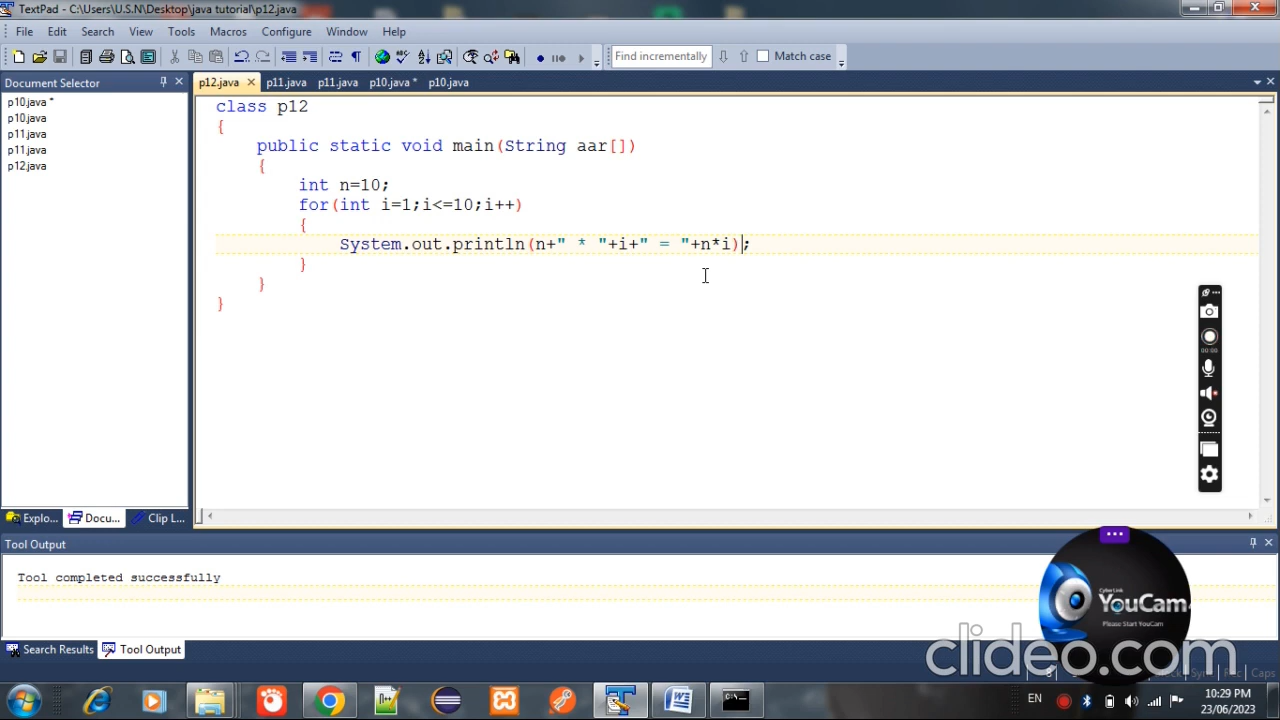 TextPad - C:\Users\U.S.N\Desktop\java tutorial\p12.java
File Edit Search View Tools Macros Configure Window Help
Find incrementally Match case
Document Selector
p10.java *
p10.java
p11.java
p11.java
p12.java
Explo... Docu... Clip L...
p12.java p11.java p11.java p10.java * p10.java
class p12
{
public static void main(String aar[])
{
int n=10;
for(int i=1;i<=10;i++)
{
System.out.println(n+" * "+i+" = "+n*i);
}
}
}
Tool Output
Tool completed successfully
Search Results Tool Output
CyberLink
YouCam
Please Start YouCam
clideo.com
Caps
EN
10:29 PM
23/06/2023